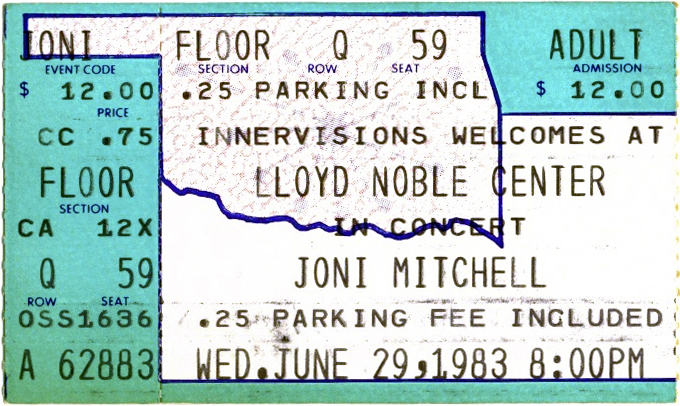 JONI FLOOR Q 59 ADULT
EVENT CODE SECTION ROW SEAT ADMISSION
$ 12.00 .25 PARKING INCL $ 12.00
PRICE
CC .75 INNERVISIONS WELCOMES AT
FLOOR LLOYD NOBLE CENTER
SECTION
CA 12X IN CONCERT
Q 59 JONI MITCHELL
ROW SEAT
OSS1636 .25 PARKING FEE INCLUDED
A 62883 WED.JUNE 29,1983 8:00PM